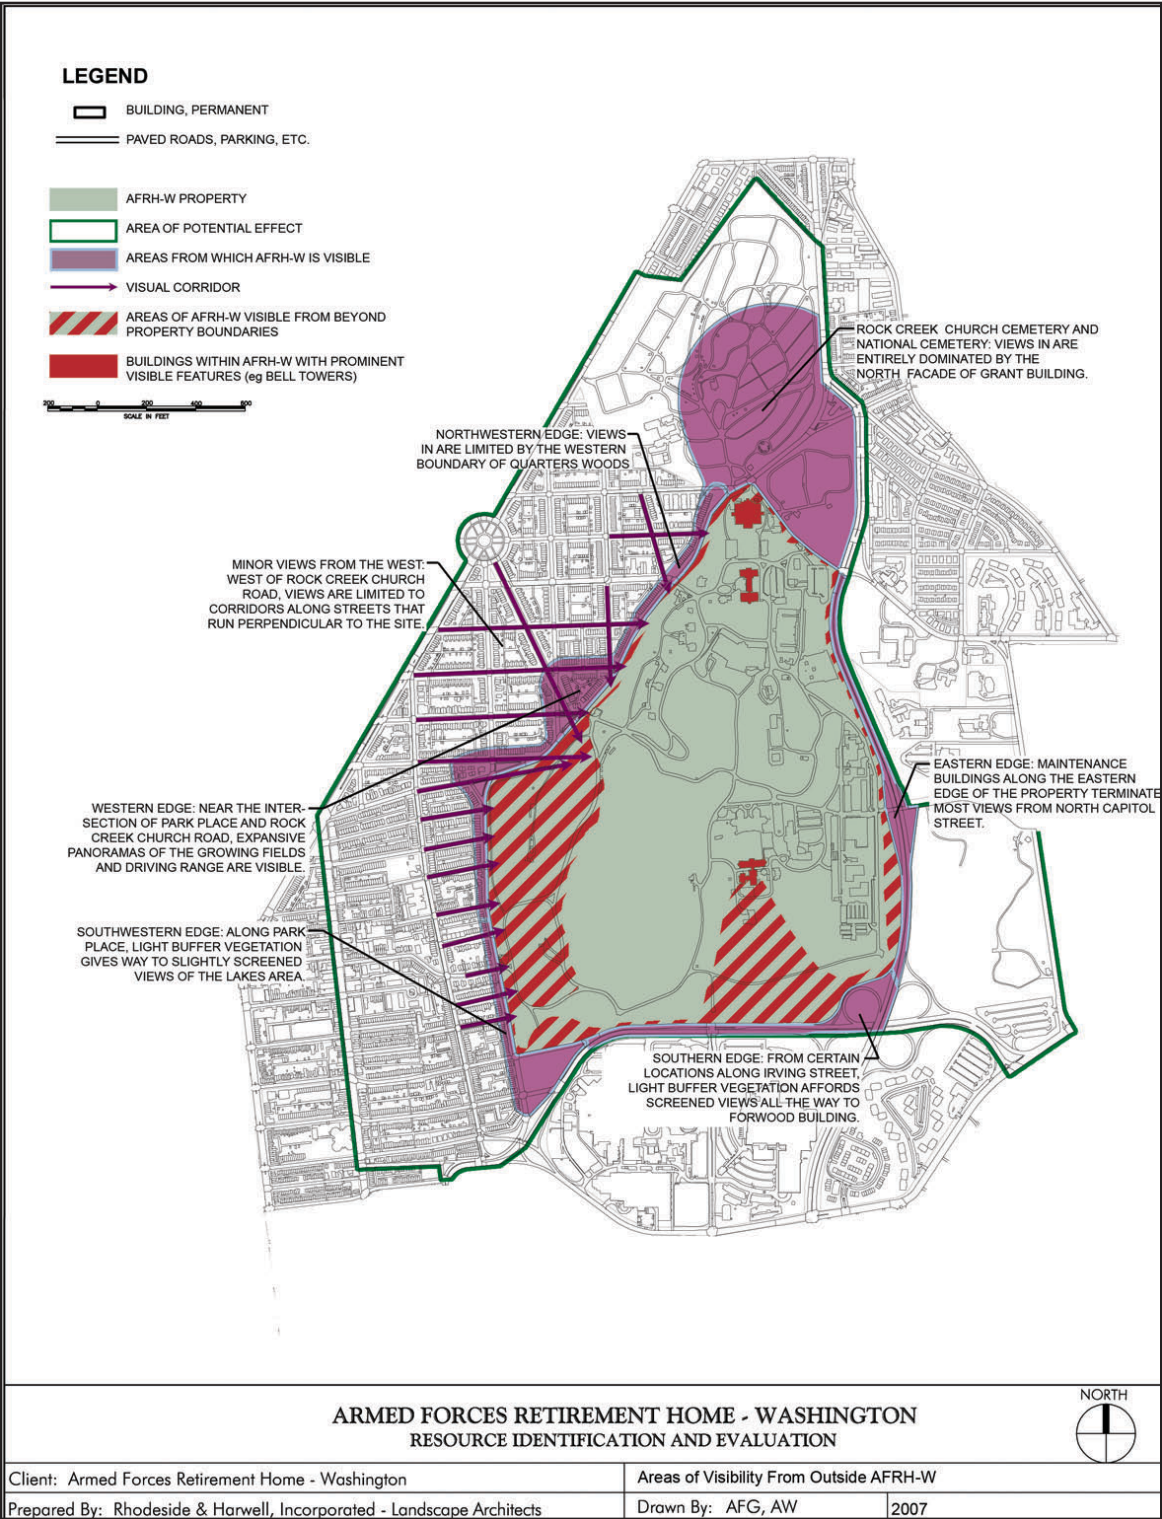 LEGEND
BUILDING, PERMANENT
PAVED ROADS, PARKING, ETC.
AFRH-W PROPERTY
AREA OF POTENTIAL EFFECT
AREAS FROM WHICH AFRH-W IS VISIBLE
VISUAL CORRIDOR
AREAS OF AFRH-W VISIBLE FROM BEYOND
PROPERTY BOUNDARIES
BUILDINGS WITHIN AFRH-W WITH PROMINENT
VISIBLE FEATURES (eg BELL TOWERS)
200 0 200 400 600
SCALE IN FEET
ROCK CREEK CHURCH CEMETERY AND
NATIONAL CEMETERY: VIEWS IN ARE
ENTIRELY DOMINATED BY THE
NORTH FACADE OF GRANT BUILDING.
NORTHWESTERN EDGE: VIEWS
IN ARE LIMITED BY THE WESTERN
BOUNDARY OF QUARTERS WOODS
MINOR VIEWS FROM THE WEST:
WEST OF ROCK CREEK CHURCH
ROAD, VIEWS ARE LIMITED TO
CORRIDORS ALONG STREETS THAT
RUN PERPENDICULAR TO THE SITE.
EASTERN EDGE: MAINTENANCE
BUILDINGS ALONG THE EASTERN
EDGE OF THE PROPERTY TERMINATE
MOST VIEWS FROM NORTH CAPITOL
STREET.
WESTERN EDGE: NEAR THE INTER-
SECTION OF PARK PLACE AND ROCK
CREEK CHURCH ROAD, EXPANSIVE
PANORAMAS OF THE GROWING FIELDS
AND DRIVING RANGE ARE VISIBLE.
SOUTHWESTERN EDGE: ALONG PARK
PLACE, LIGHT BUFFER VEGETATION
GIVES WAY TO SLIGHTLY SCREENED
VIEWS OF THE LAKES AREA.
SOUTHERN EDGE: FROM CERTAIN
LOCATIONS ALONG IRVING STREET,
LIGHT BUFFER VEGETATION AFFORDS
SCREENED VIEWS ALL THE WAY TO
FORWOOD BUILDING.
ARMED FORCES RETIREMENT HOME - WASHINGTON
RESOURCE IDENTIFICATION AND EVALUATION
NORTH
Client: Armed Forces Retirement Home - Washington
Areas of Visibility From Outside AFRH-W
Prepared By: Rhodeside & Harwell, Incorporated - Landscape Architects
Drawn By: AFG, AW
2007